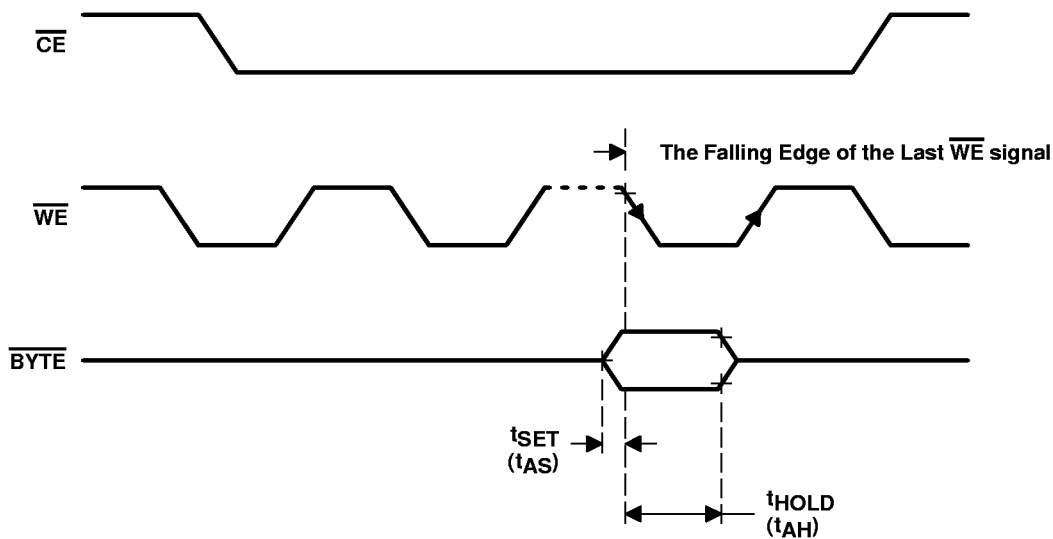 CE
The Falling Edge of the Last WE signal
WE
BYTE
tSET
(tAS)
tHOLD
(tAH)